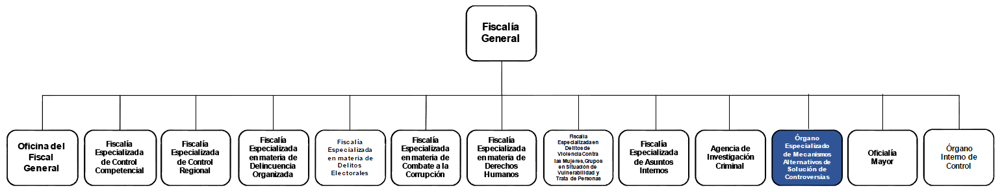 Fiscalía
General
Oficina del
Fiscal
General
Fiscalía
Especializada
de Control
Competencial
Fiscalía
Especializada
de Control
Regional
Fiscalía
Especializada
en materia de
Delincuencia
Organizada
Fiscalía
Especializada
en materia de
Delitos
Electorales
Fiscalía
Especializada
en materia de
Combate a la
Corrupción
Fiscalía
Especializada
en materia de
Derechos
Humanos
Fiscalía
Especializada en
Delitos de
Violencia Contra
las Mujeres, Grupos
en Situación de
Vulnerabilidad y
Trata de Personas
Fiscalía
Especializada
de Asuntos
Internos
Agencia de
Investigación
Criminal
Órgano
Especializado
de Mecanismos
Alternativos de
Solución de
Controversias
Oficialía
Mayor
Órgano
Interno de
Control